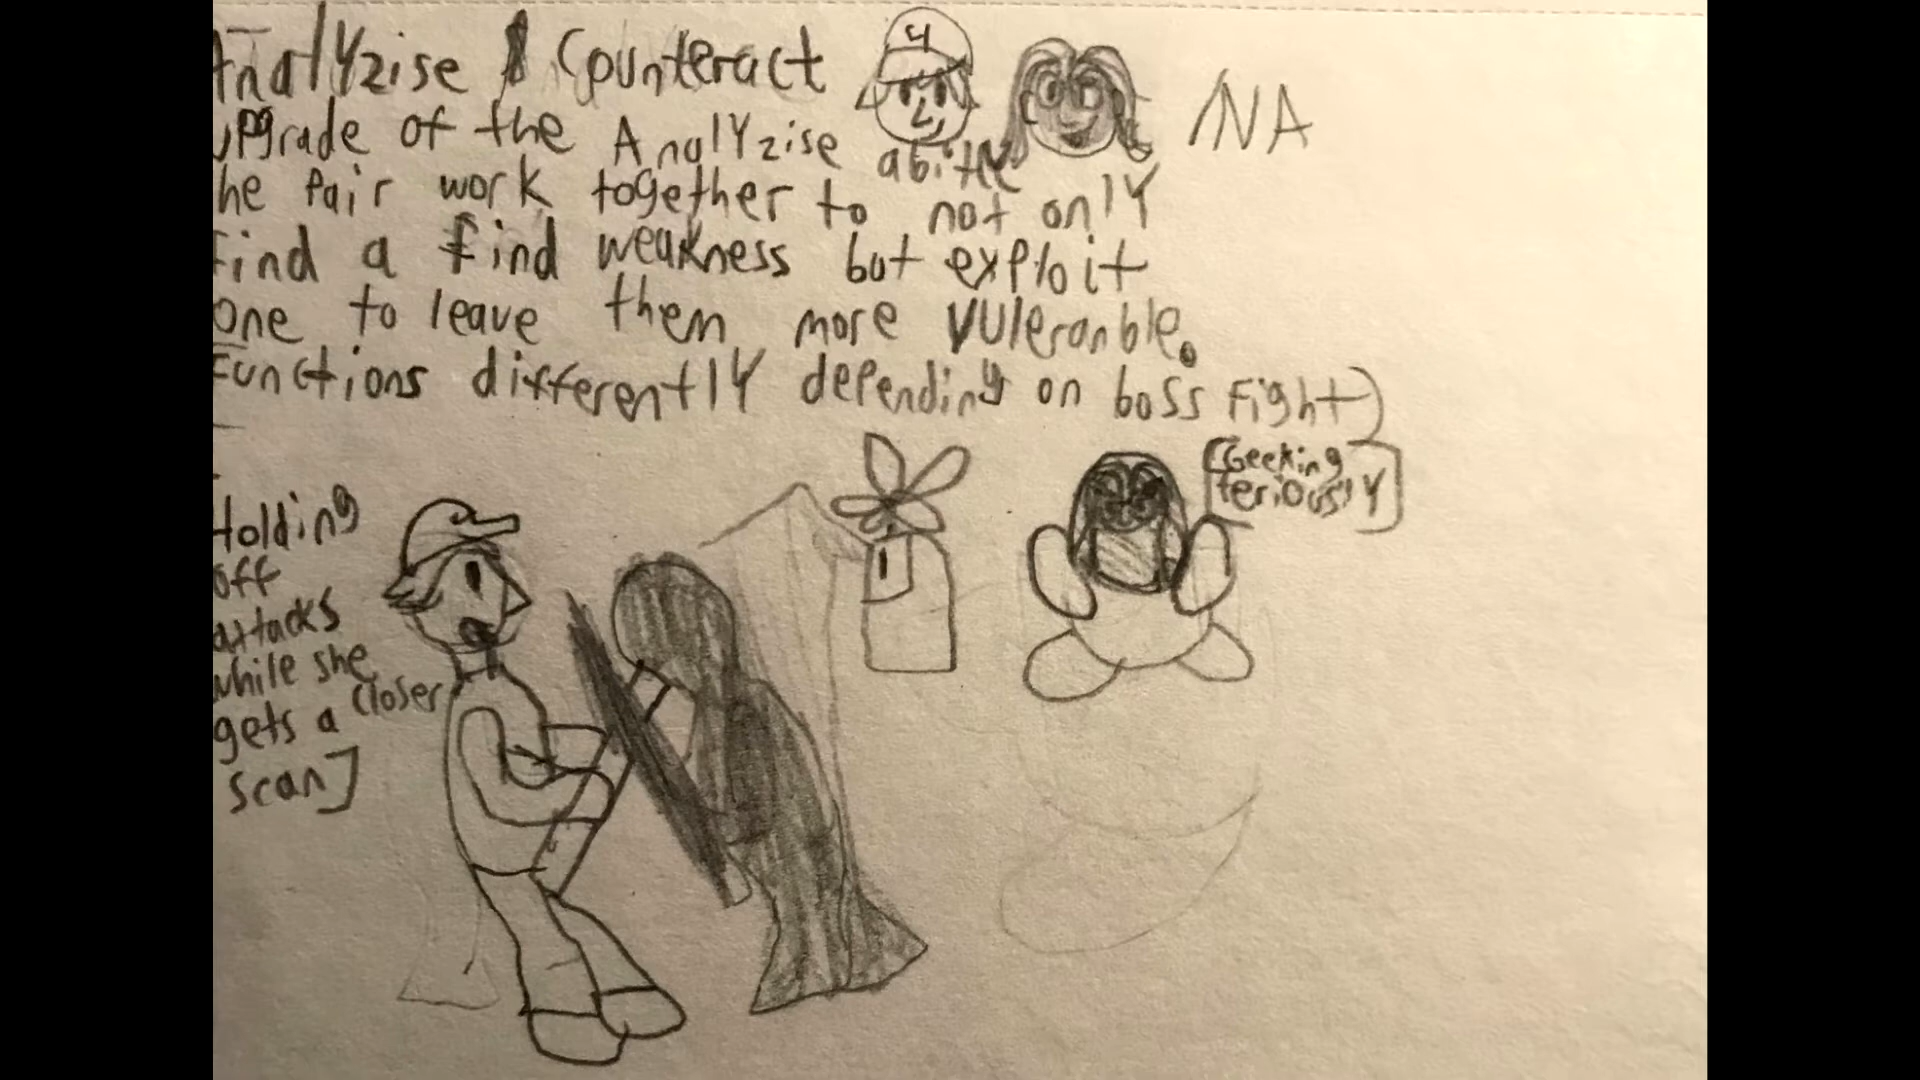 AnalYzise & Counteract /NA
upgrade of the AnalYzise abitie
he pair work together to not only
find a find weakness but exploit
one to leave them more VUleranble.
Functions differently depending on boss fight)
[Geeking
feriously]
Holding
off
attacks
while she
gets a closer
scan]
4